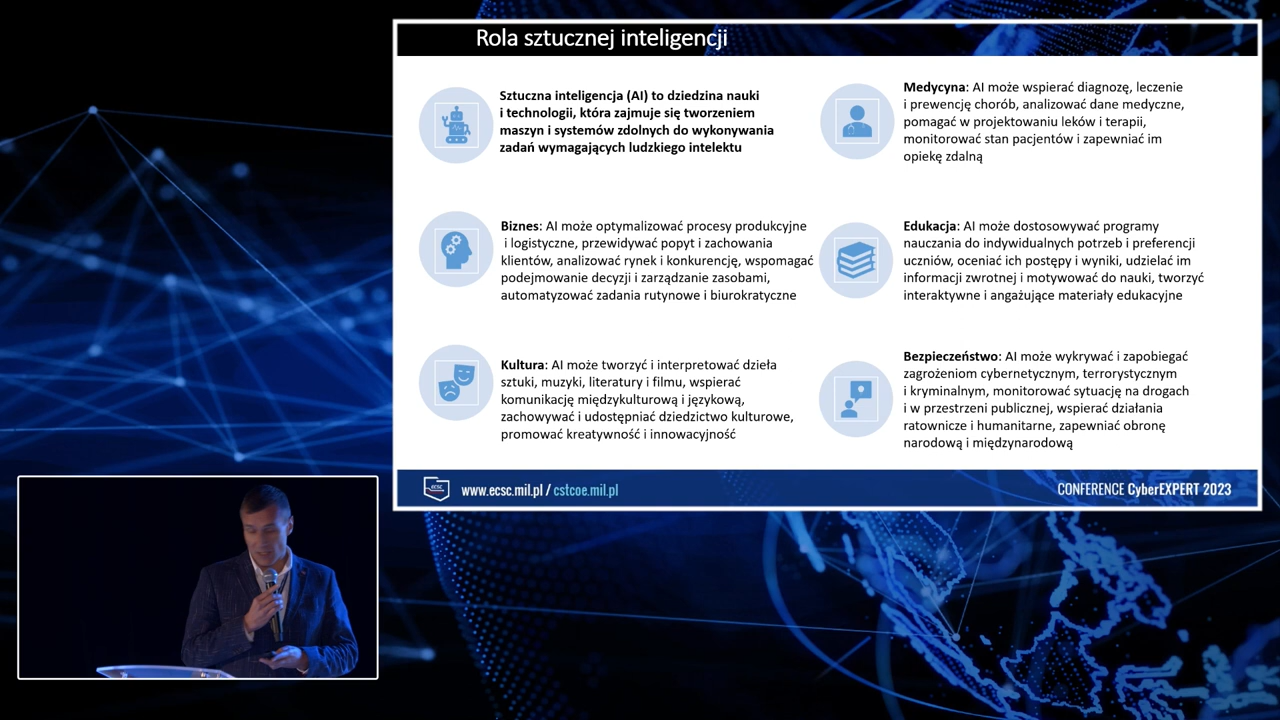 Rola sztucznej inteligencji
Sztuczna inteligencja (AI) to dziedzina nauki
i technologii, która zajmuje się tworzeniem
maszyn i systemów zdolnych do wykonywania
zadań wymagających ludzkiego intelektu
Medycyna: AI może wspierać diagnozę, leczenie
i prewencję chorób, analizować dane medyczne,
pomagać w projektowaniu leków i terapii,
monitorować stan pacjentów i zapewniać im
opiekę zdalną
Biznes: AI może optymalizować procesy produkcyjne
i logistyczne, przewidywać popyt i zachowania
klientów, analizować rynek i konkurencję, wspomagać
podejmowanie decyzji i zarządzanie zasobami,
automatyzować zadania rutynowe i biurokratyczne
Edukacja: AI może dostosowywać programy
nauczania do indywidualnych potrzeb i preferencji
uczniów, oceniać ich postępy i wyniki, udzielać im
informacji zwrotnej i motywować do nauki, tworzyć
interaktywne i angażujące materiały edukacyjne
Kultura: AI może tworzyć i interpretować dzieła
sztuki, muzyki, literatury i filmu, wspierać
komunikację międzykulturową i językową,
zachowywać i udostępniać dziedzictwo kulturowe,
promować kreatywność i innowacyjność
Bezpieczeństwo: AI może wykrywać i zapobiegać
zagrożeniom cybernetycznym, terrorystycznym
i kryminalnym, monitorować sytuację na drogach
i w przestrzeni publicznej, wspierać działania
ratownicze i humanitarne, zapewniać obronę
narodową i międzynarodową
ecsc
www.ecsc.mil.pl / cstcoe.mil.pl
CONFERENCE CyberEXPERT 2023